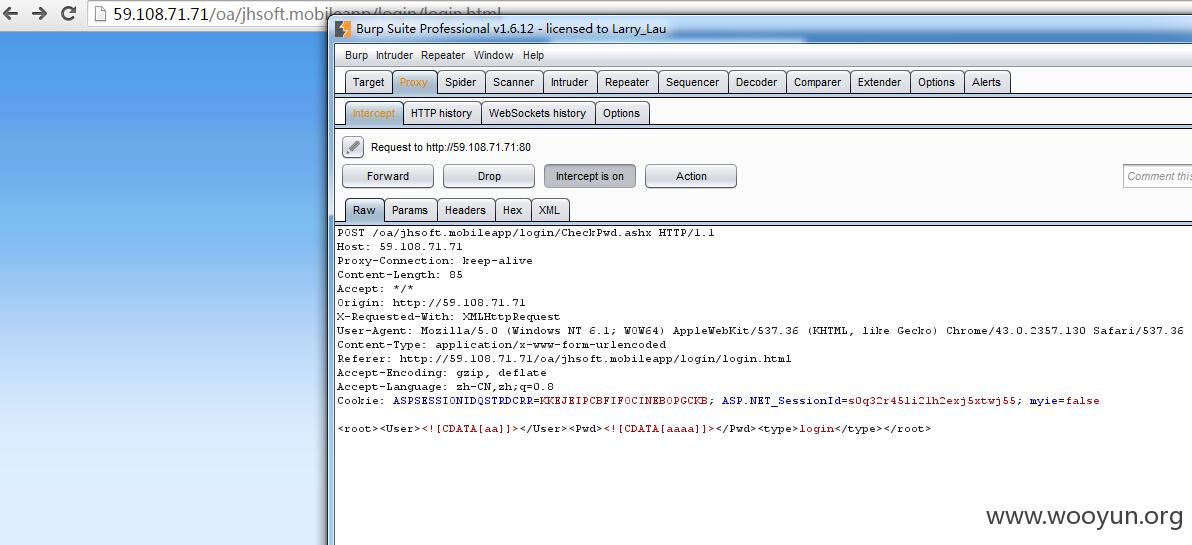 59.108.71.71/oa/jhsoft.mobileapp/login/login.html
Burp Suite Professional v1.6.12 - licensed to Larry_Lau
Burp Intruder Repeater Window Help
Target Proxy Spider Scanner Intruder Repeater Sequencer Decoder Comparer Extender Options Alerts
Intercept HTTP history WebSockets history Options
Request to http://59.108.71.71:80
Forward Drop Intercept is on Action Comment this
Raw Params Headers Hex XML
POST /oa/jhsoft.mobileapp/login/CheckPwd.ashx HTTP/1.1
Host: 59.108.71.71
Proxy-Connection: keep-alive
Content-Length: 85
Accept: */*
Origin: http://59.108.71.71
X-Requested-With: XMLHttpRequest
User-Agent: Mozilla/5.0 (Windows NT 6.1; WOW64) AppleWebKit/537.36 (KHTML, like Gecko) Chrome/43.0.2357.130 Safari/537.36
Content-Type: application/x-www-form-urlencoded
Referer: http://59.108.71.71/oa/jhsoft.mobileapp/login/login.html
Accept-Encoding: gzip, deflate
Accept-Language: zh-CN,zh;q=0.8
Cookie: ASPSESSIONIDQSTRDCRR=KKEJEIPCBFIFOCINEBOPGCKB; ASP.NET_SessionId=s0q32r45li2lh2exj5xtwj55; myie=false
<root><User><![CDATA[aa]]></User><Pwd><![CDATA[aaaa]]></Pwd><type>login</type></root>
www.wooyun.org